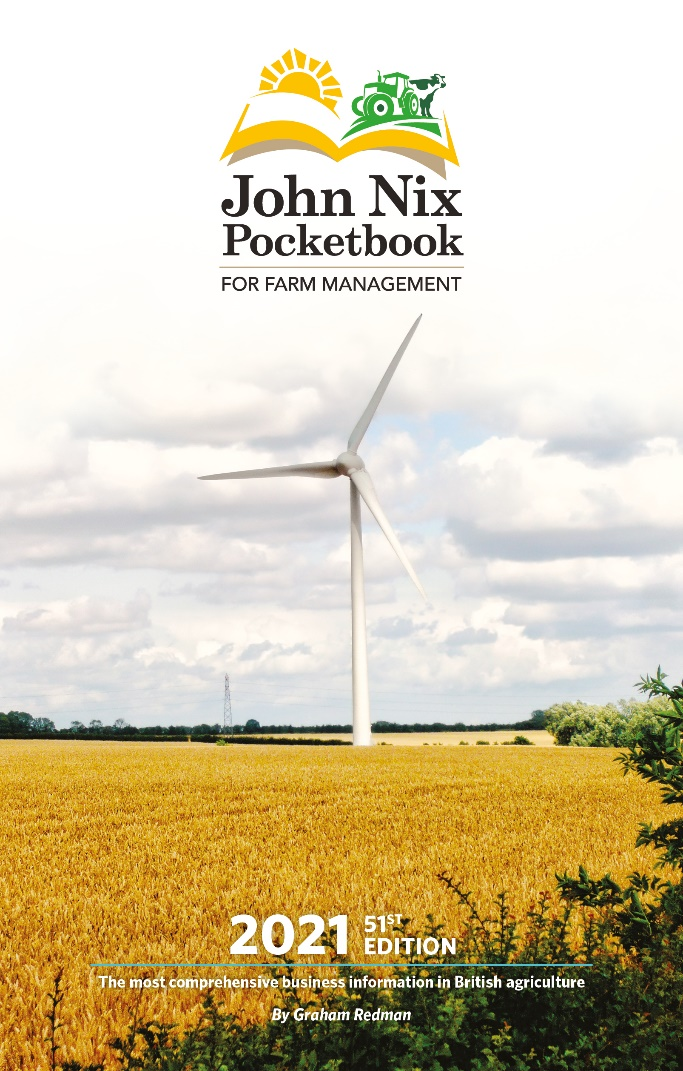 John Nix
Pocketbook
FOR FARM MANAGEMENT
2021 51ST
EDITION
The most comprehensive business information in British agriculture
By Graham Redman